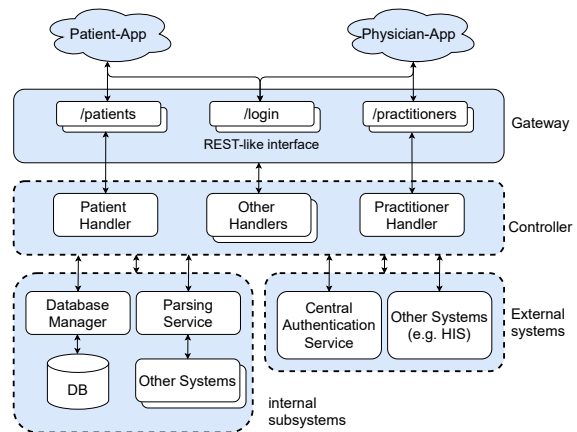 Patient-App
Physician-App
/patients
/login
/practitioners
REST-like interface
Gateway
Patient
Handler
Other
Handlers
Practitioner
Handler
Controller
Database
Manager
Parsing
Service
Central
Authentication
Service
Other Systems
(e.g. HIS)
External
systems
DB
Other Systems
internal
subsystems